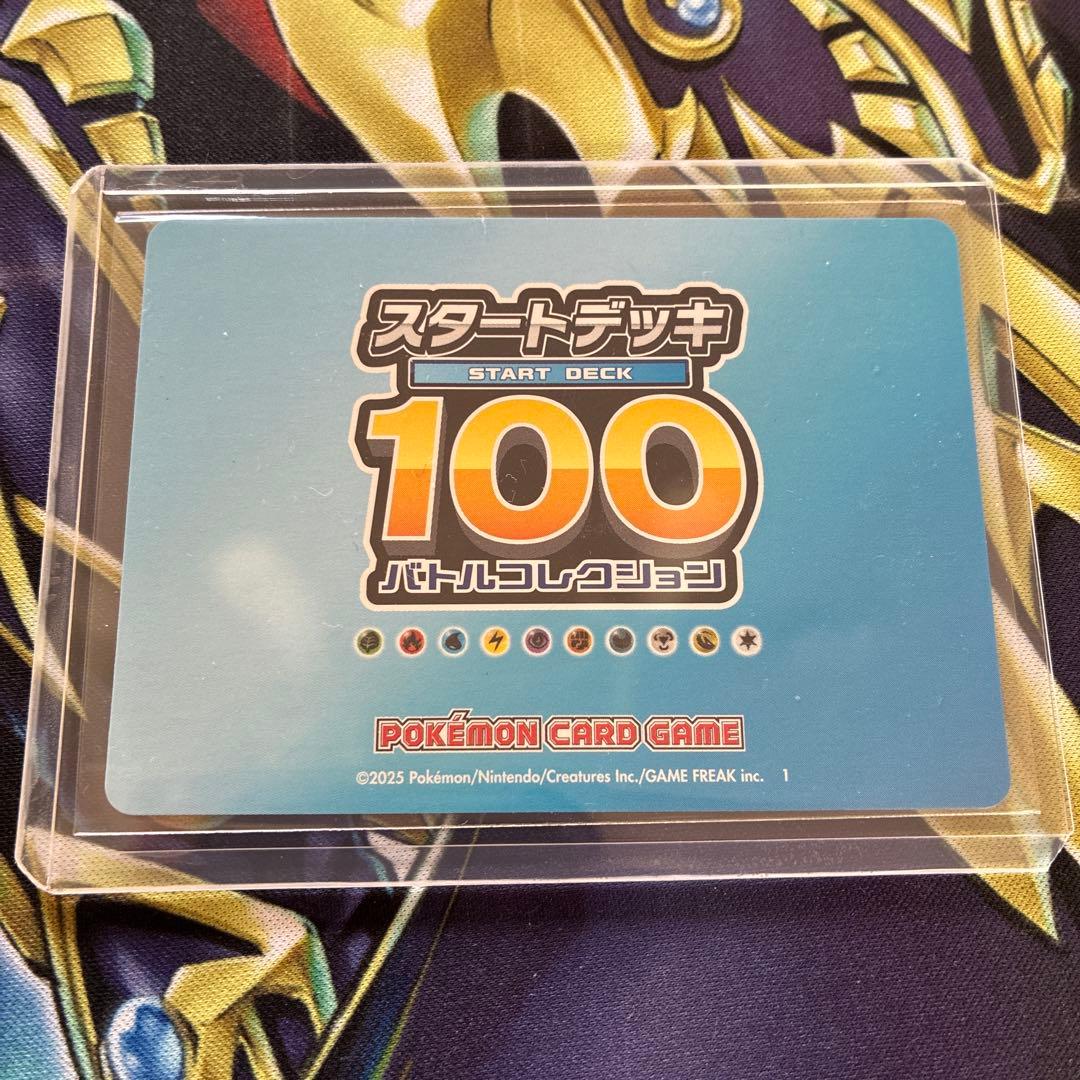 スタートデッキ
START DECK
100
バトルコレクション
POKÉMON CARD GAME
©2025 Pokémon/Nintendo/Creatures Inc./GAME FREAK inc. 1